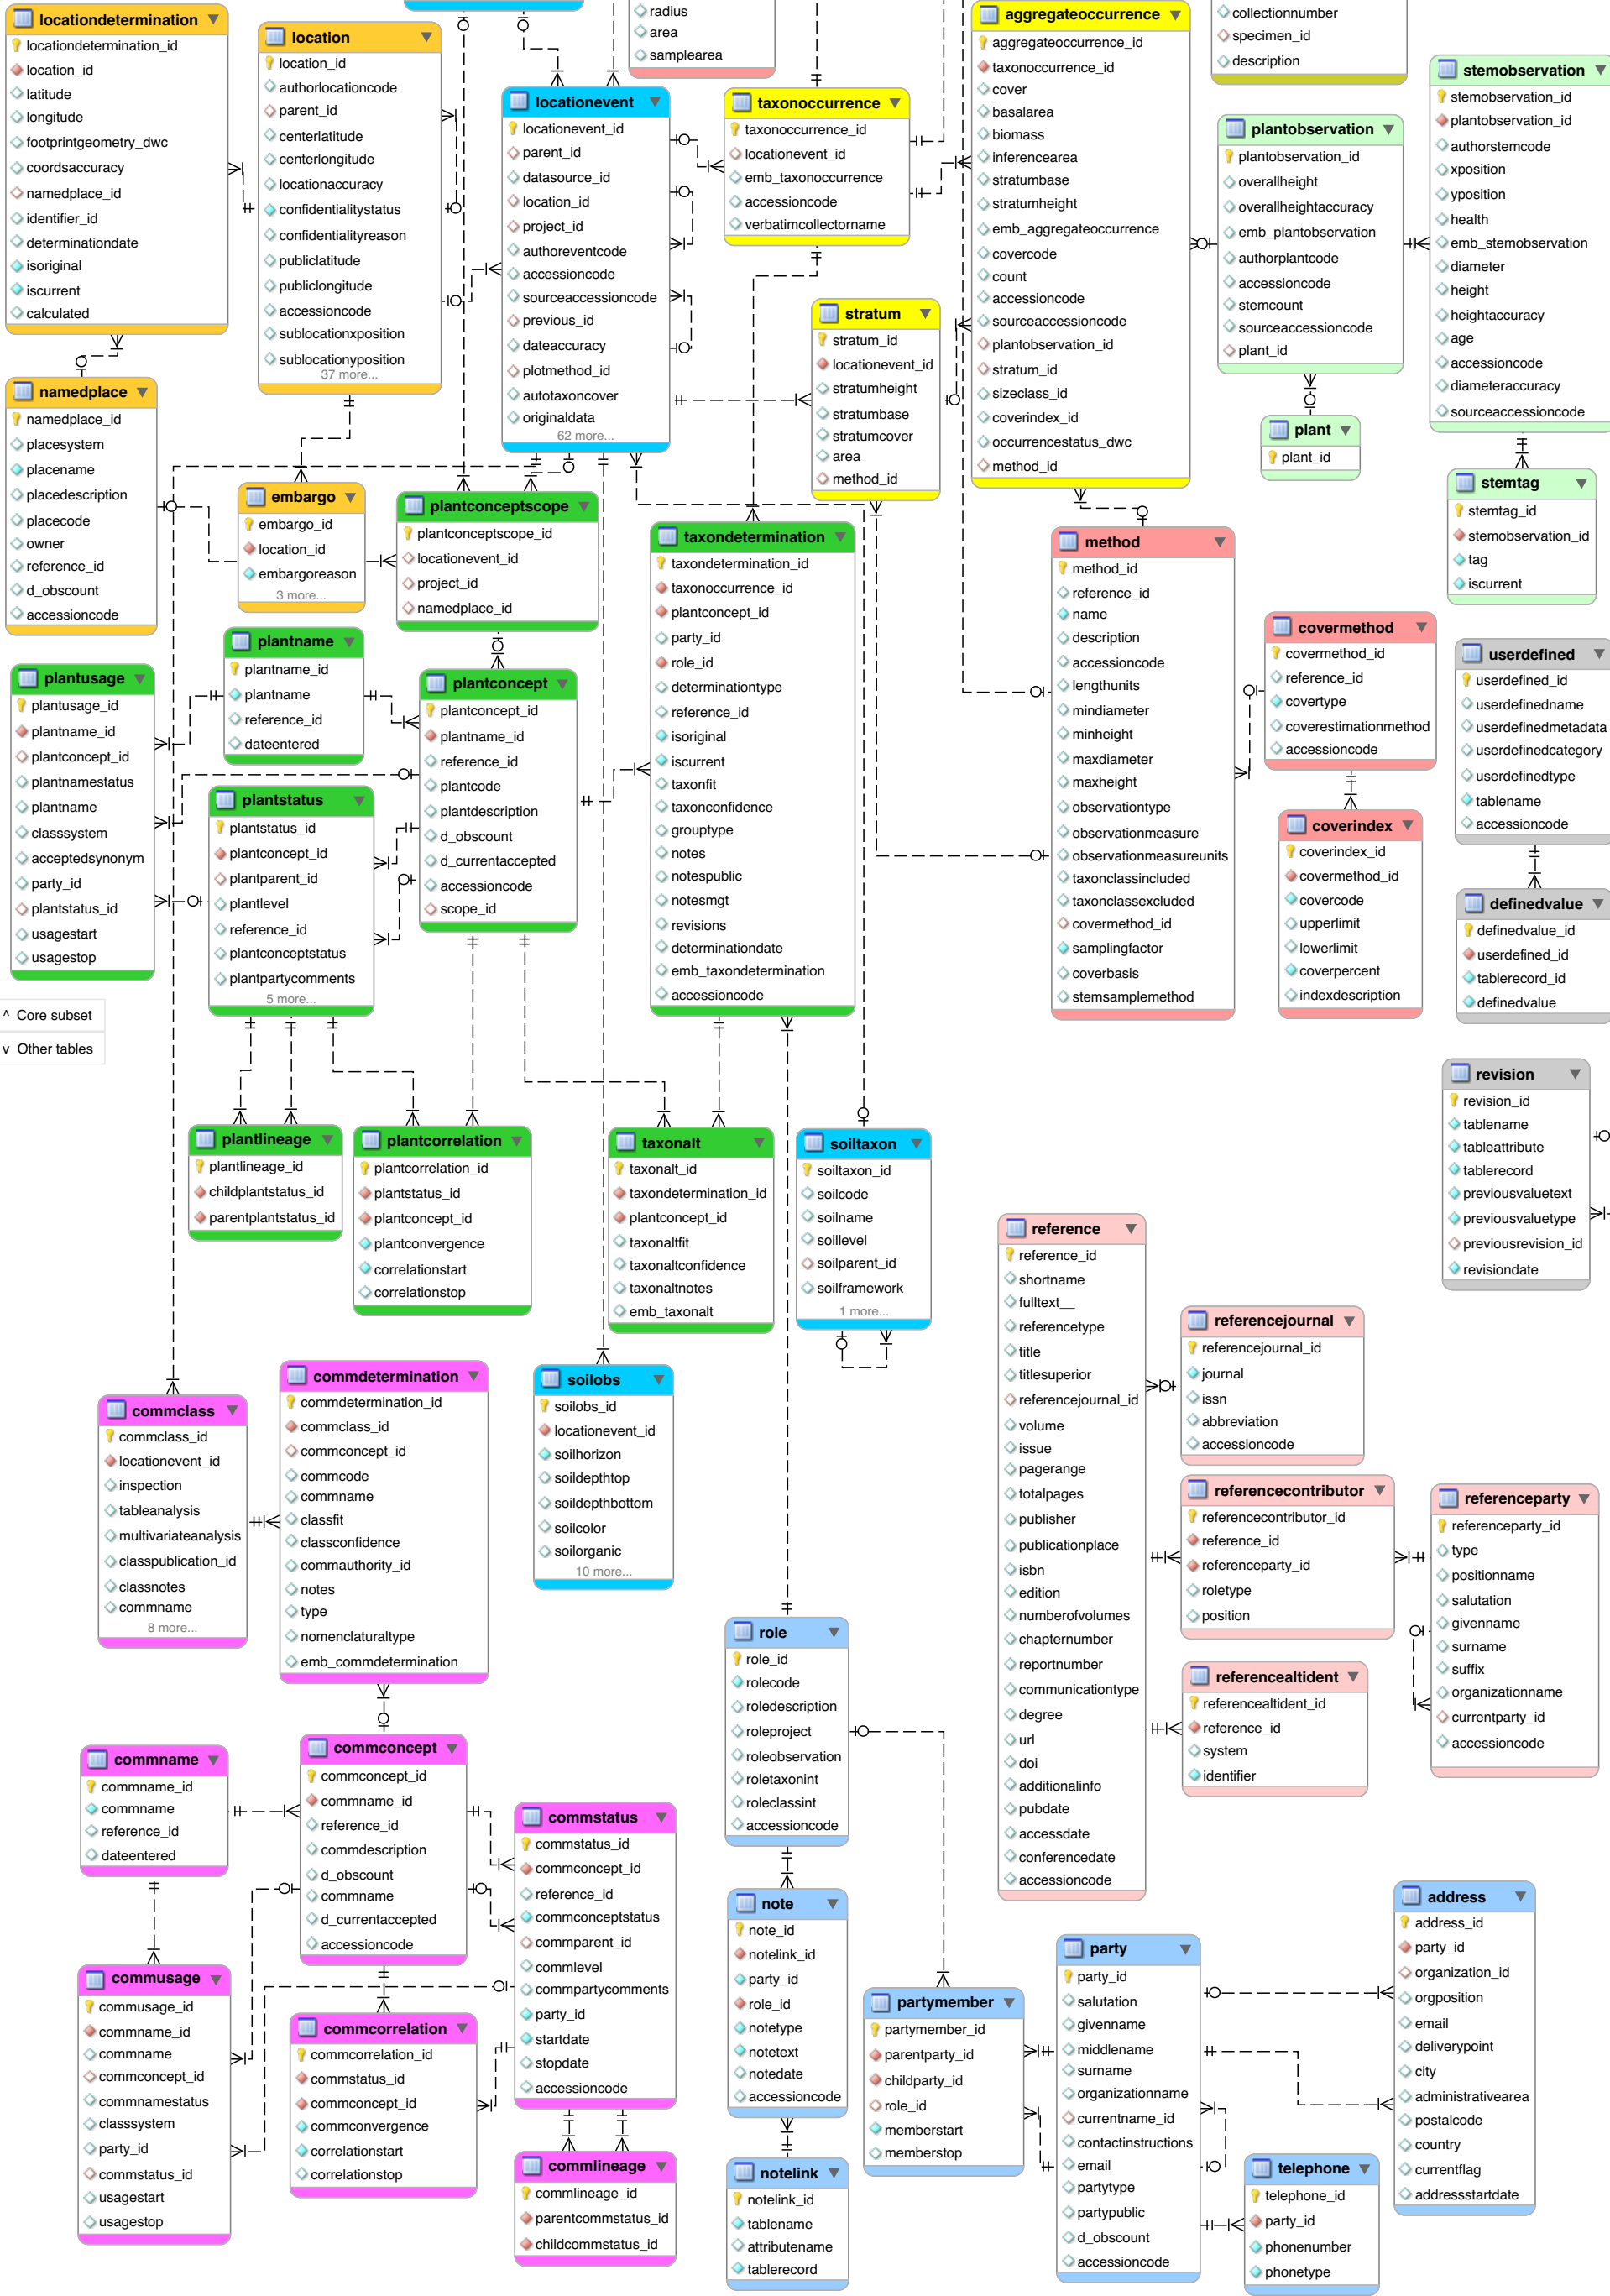 locationdetermination
locationdetermination_id
location_id
latitude
longitude
footprintgeometry_dwc
coordsaccuracy
namedplace_id
identifier_id
determinationdate
isoriginal
iscurrent
calculated
location
location_id
authorlocationcode
parent_id
centerlatitude
centerlongitude
locationaccuracy
confidentialitystatus
confidentialityreason
publiclatitude
publiclongitude
accessioncode
sublocationxposition
sublocationyposition
37 more...
locationevent
locationevent_id
parent_id
datasource_id
location_id
project_id
authoreventcode
accessioncode
sourceaccessioncode
previous_id
dateaccuracy
plotmethod_id
autotaxoncover
originaldata
62 more...
radius
area
samplearea
taxonoccurrence
taxonoccurrence_id
locationevent_id
emb_taxonoccurrence
accessioncode
verbatimcollectorname
stratum
stratum_id
locationevent_id
stratumheight
stratumbase
stratumcover
area
method_id
aggregateoccurrence
aggregateoccurrence_id
taxonoccurrence_id
cover
basalarea
biomass
inferencearea
stratumbase
stratumheight
emb_aggregateoccurrence
covercode
count
accessioncode
sourceaccessioncode
plantobservation_id
stratum_id
sizeclass_id
coverindex_id
occurrencestatus_dwc
method_id
collectionnumber
specimen_id
description
plantobservation
plantobservation_id
overallheight
overallheightaccuracy
emb_plantobservation
authorplantcode
accessioncode
stemcount
sourceaccessioncode
plant_id
plant
plant_id
stemobservation
stemobservation_id
plantobservation_id
authorstemcode
xposition
yposition
health
emb_stemobservation
diameter
height
heightaccuracy
age
accessioncode
diameteraccuracy
sourceaccessioncode
stemtag
stemtag_id
stemobservation_id
tag
iscurrent
namedplace
namedplace_id
placesystem
placename
placedescription
placecode
owner
reference_id
d_obscount
accessioncode
embargo
embargo_id
location_id
embargoreason
3 more...
plantconceptscope
plantconceptscope_id
locationevent_id
project_id
namedplace_id
plantname
plantname_id
plantname
reference_id
dateentered
plantusage
plantusage_id
plantname_id
plantconcept_id
plantnamestatus
plantname
classsystem
acceptedsynonym
party_id
plantstatus_id
usagestart
usagestop
plantconcept
plantconcept_id
plantname_id
reference_id
plantcode
plantdescription
d_obscount
d_currentaccepted
accessioncode
scope_id
plantstatus
plantstatus_id
plantconcept_id
plantparent_id
plantlevel
reference_id
plantconceptstatus
plantpartycomments
5 more...
taxondetermination
taxondetermination_id
taxonoccurrence_id
plantconcept_id
party_id
role_id
determinationtype
reference_id
isoriginal
iscurrent
taxonfit
taxonconfidence
grouptype
notes
notespublic
notesmgt
revisions
determinationdate
emb_taxondetermination
accessioncode
method
method_id
reference_id
name
description
accessioncode
lengthunits
mindiameter
minheight
maxdiameter
maxheight
observationtype
observationmeasure
observationmeasureunits
taxonclassincluded
taxonclassexcluded
covermethod_id
samplingfactor
coverbasis
stemsamplemethod
covermethod
covermethod_id
reference_id
covertype
coverestimationmethod
accessioncode
coverindex
coverindex_id
covermethod_id
covercode
upperlimit
lowerlimit
coverpercent
indexdescription
userdefined
userdefined_id
userdefinedname
userdefinedmetadata
userdefinedcategory
userdefinedtype
tablename
accessioncode
definedvalue
definedvalue_id
userdefined_id
tablerecord_id
definedvalue
^ Core subset
v Other tables
revision
revision_id
tablename
tableattribute
tablerecord
previousvaluetext
previousvaluetype
previousrevision_id
revisiondate
plantlineage
plantlineage_id
childplantstatus_id
parentplantstatus_id
plantcorrelation
plantcorrelation_id
plantstatus_id
plantconcept_id
plantconvergence
correlationstart
correlationstop
taxonalt
taxonalt_id
taxondetermination_id
plantconcept_id
taxonaltfit
taxonaltconfidence
taxonaltnotes
emb_taxonalt
soiltaxon
soiltaxon_id
soilcode
soilname
soillevel
soilparent_id
soilframework
1 more...
reference
reference_id
shortname
fulltext__
referencetype
title
titlesuperior
referencejournal_id
volume
issue
pagerange
totalpages
publisher
publicationplace
isbn
edition
numberofvolumes
chapternumber
reportnumber
communicationtype
degree
url
doi
additionalinfo
pubdate
accessdate
conferencedate
accessioncode
referencejournal
referencejournal_id
journal
issn
abbreviation
accessioncode
referencecontributor
referencecontributor_id
reference_id
referenceparty_id
roletype
position
referenceparty
referenceparty_id
type
positionname
salutation
givenname
surname
suffix
organizationname
currentparty_id
accessioncode
referencealtident
referencealtident_id
reference_id
system
identifier
commclass
commclass_id
locationevent_id
inspection
tableanalysis
multivariateanalysis
classpublication_id
classnotes
commname
8 more...
commdetermination
commdetermination_id
commclass_id
commconcept_id
commcode
commname
classfit
classconfidence
commauthority_id
notes
type
nomenclaturaltype
emb_commdetermination
soilobs
soilobs_id
locationevent_id
soilhorizon
soildepthtop
soildepthbottom
soilcolor
soilorganic
10 more...
role
role_id
rolecode
roledescription
roleproject
roleobservation
roletaxonint
roleclassint
accessioncode
commname
commname_id
commname
reference_id
dateentered
commconcept
commconcept_id
commname_id
reference_id
commdescription
d_obscount
commname
d_currentaccepted
accessioncode
commstatus
commstatus_id
commconcept_id
reference_id
commconceptstatus
commparent_id
commlevel
commpartycomments
party_id
startdate
stopdate
accessioncode
commusage
commusage_id
commname_id
commname
commconcept_id
commnamestatus
classsystem
party_id
commstatus_id
usagestart
usagestop
commcorrelation
commcorrelation_id
commstatus_id
commconcept_id
commconvergence
correlationstart
correlationstop
commlineage
commlineage_id
parentcommstatus_id
childcommstatus_id
note
note_id
notelink_id
party_id
role_id
notetype
notetext
notedate
accessioncode
notelink
notelink_id
tablename
attributename
tablerecord
partymember
partymember_id
parentparty_id
childparty_id
role_id
memberstart
memberstop
party
party_id
salutation
givenname
middlename
surname
organizationname
currentname_id
contactinstructions
email
partytype
partypublic
d_obscount
accessioncode
address
address_id
party_id
organization_id
orgposition
email
deliverypoint
city
administrativearea
postalcode
country
currentflag
addressstartdate
telephone
telephone_id
party_id
phonenumber
phonetype